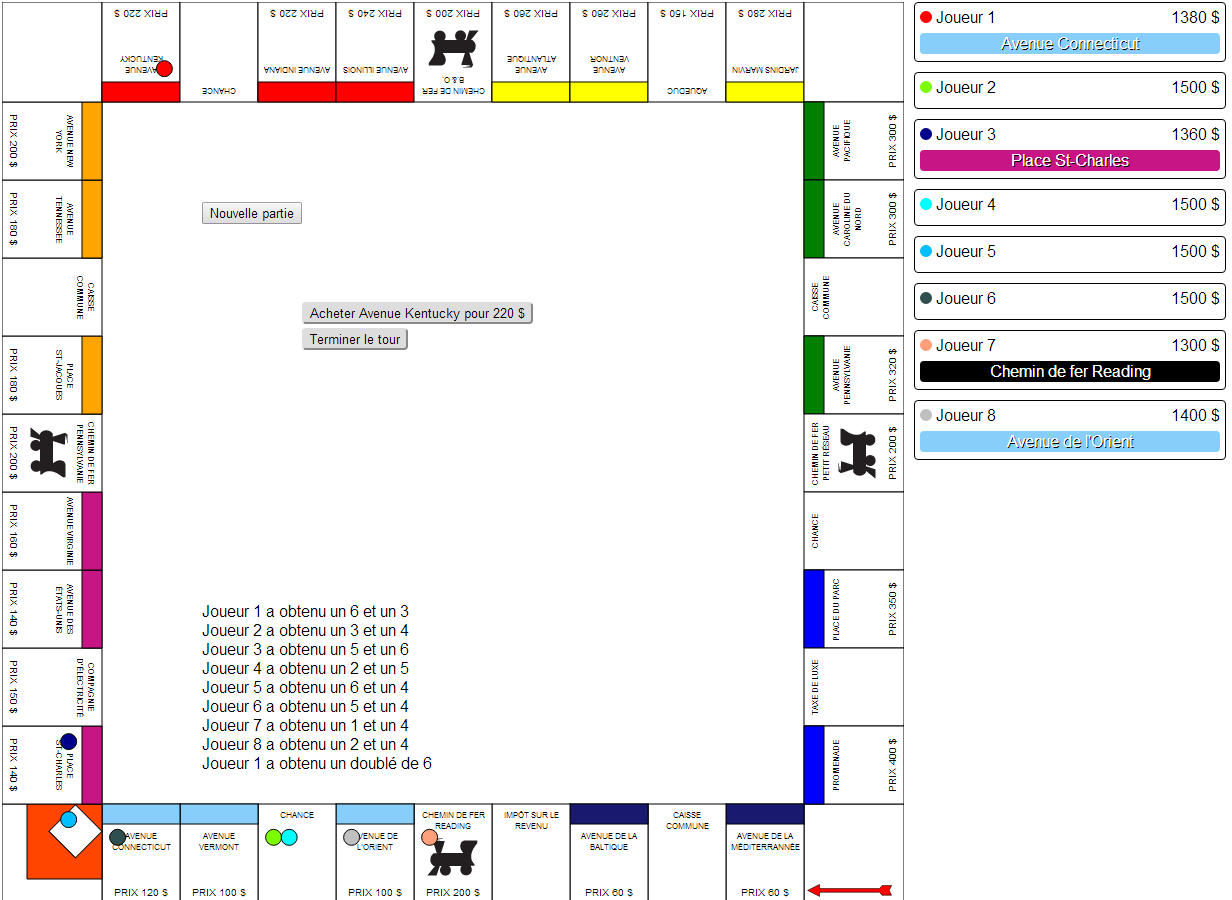 PRIX 220 $
AVENUE
KENTUCKY
CHANCE
PRIX 220 $
AVENUE INDIANA
PRIX 240 $
AVENUE ILLINOIS
PRIX 200 $
CHEMIN DE FER
B & O
PRIX 260 $
AVENUE
ATLANTIQUE
PRIX 260 $
AVENUE
VENTNOR
PRIX 150 $
AQUEDUC
PRIX 280 $
JARDINS MARVIN
AVENUE NEW
YORK
PRIX 200 $
AVENUE
TENNESSEE
PRIX 180 $
CAISSE
COMMUNE
PLACE
ST-JACQUES
PRIX 180 $
CHEMIN DE FER
PENNSYLVANIE
PRIX 200 $
AVENUE VIRGINIE
PRIX 160 $
AVENUE DES
ÉTATS-UNIS
PRIX 140 $
COMPAGNIE
D'ÉLECTRICITÉ
PRIX 150 $
PLACE
ST-CHARLES
PRIX 140 $
Nouvelle partie
Acheter Avenue Kentucky pour 220 $
Terminer le tour
Joueur 1 a obtenu un 6 et un 3
Joueur 2 a obtenu un 3 et un 4
Joueur 3 a obtenu un 5 et un 6
Joueur 4 a obtenu un 2 et un 5
Joueur 5 a obtenu un 6 et un 4
Joueur 6 a obtenu un 5 et un 4
Joueur 7 a obtenu un 1 et un 4
Joueur 8 a obtenu un 2 et un 4
Joueur 1 a obtenu un doublé de 6
AVENUE
PACIFIQUE
PRIX 300 $
AVENUE
CAROLINE DU
NORD
PRIX 300 $
CAISSE
COMMUNE
AVENUE
PENNSYLVANIE
PRIX 320 $
CHEMIN DE FER
PETIT RÉSEAU
PRIX 200 $
CHANCE
PLACE DU PARC
PRIX 350 $
TAXE DE LUXE
PROMENADE
PRIX 400 $
AVENUE
CONNECTICUT
PRIX 120 $
AVENUE
VERMONT
PRIX 100 $
CHANCE
VENUE DE
L'ORIENT
PRIX 100 $
CHEMIN DE FER
READING
PRIX 200 $
IMPÔT SUR LE
REVENU
AVENUE DE LA
BALTIQUE
PRIX 60 $
CAISSE
COMMUNE
AVENUE DE LA
MÉDITERRANNÉE
PRIX 60 $
Joueur 1 1380 $
Avenue Connecticut
Joueur 2 1500 $
Joueur 3 1360 $
Place St-Charles
Joueur 4 1500 $
Joueur 5 1500 $
Joueur 6 1500 $
Joueur 7 1300 $
Chemin de fer Reading
Joueur 8 1400 $
Avenue de l'Orient